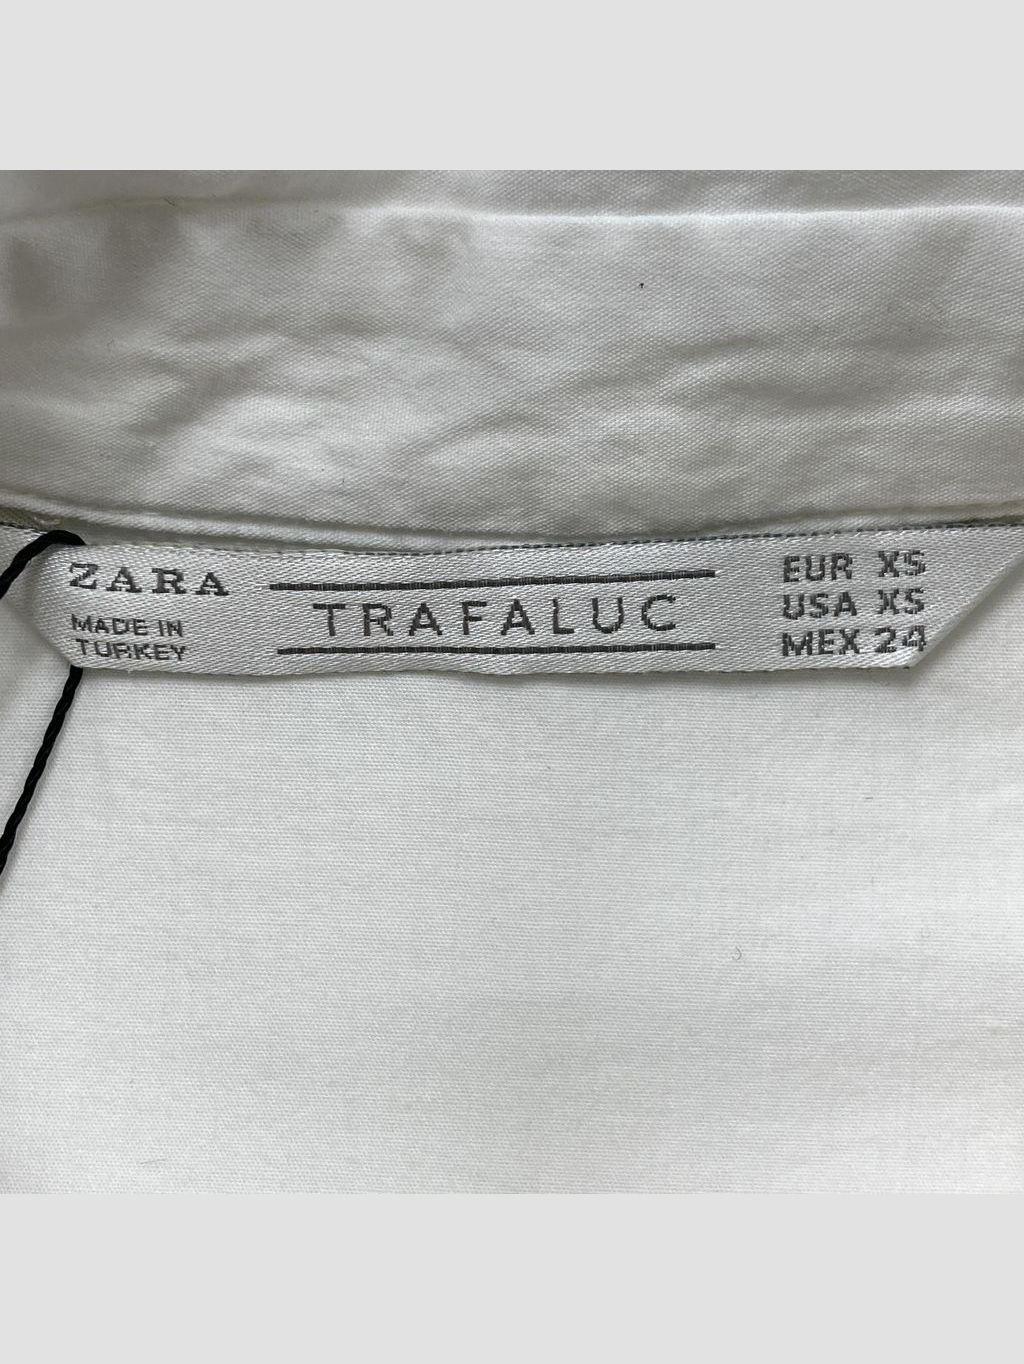 ZARA
MADE IN
TURKEY
TRAFALUC
EUR XS
USA XS
MEX 24